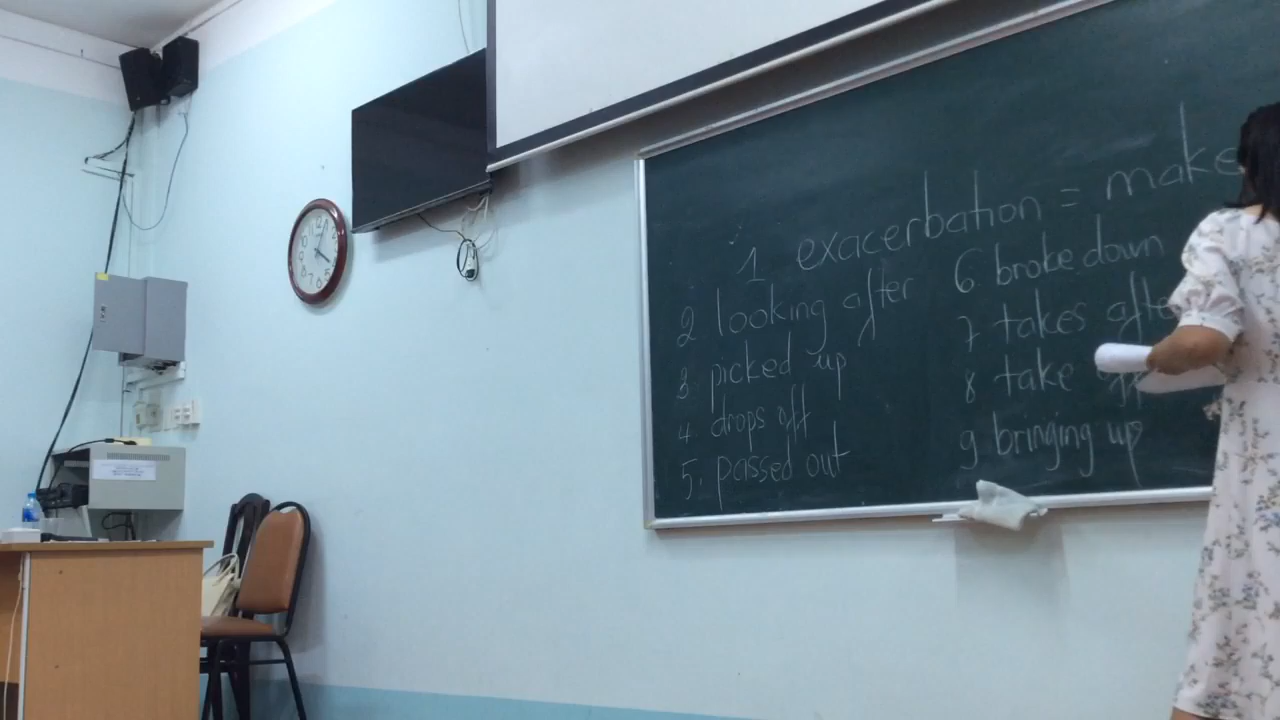 1 exacerbation = make
2 looking after
3 picked up
4. drops off
5. passed out
6. broke down
7 takes after
8 take off
9 bringing up